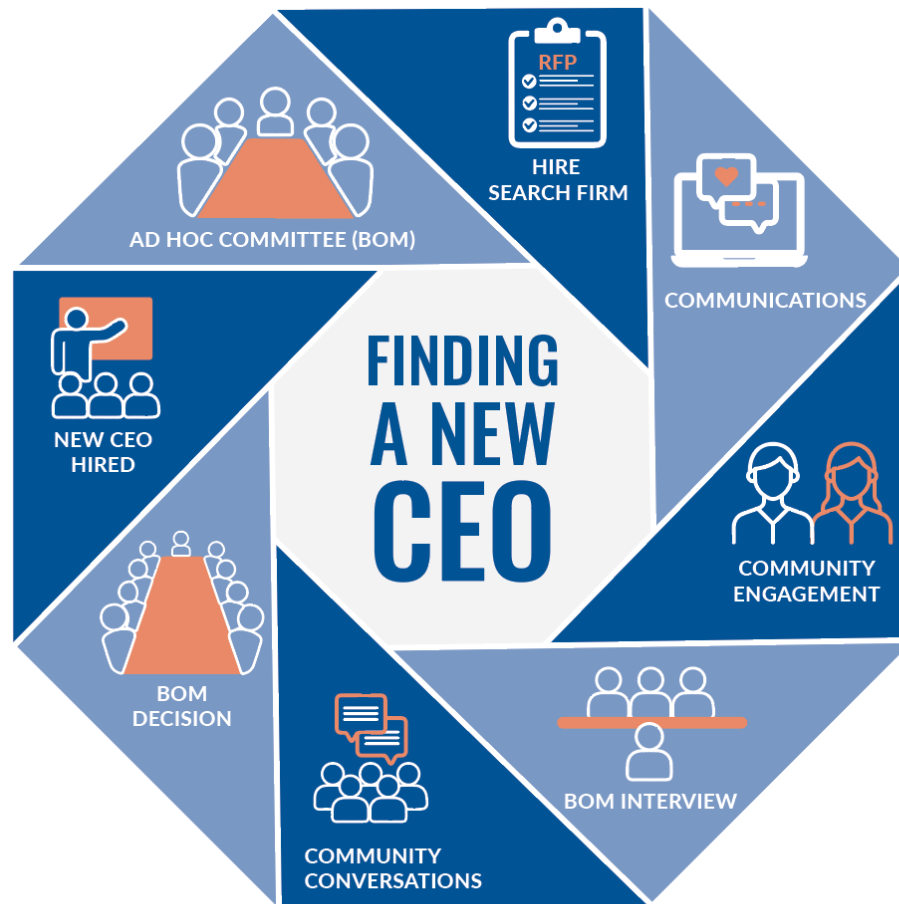 FINDING
A NEW
CEO
AD HOC COMMITTEE (BOM)
RFP
HIRE
SEARCH FIRM
COMMUNICATIONS
COMMUNITY
ENGAGEMENT
BOM INTERVIEW
COMMUNITY
CONVERSATIONS
BOM
DECISION
NEW CEO
HIRED